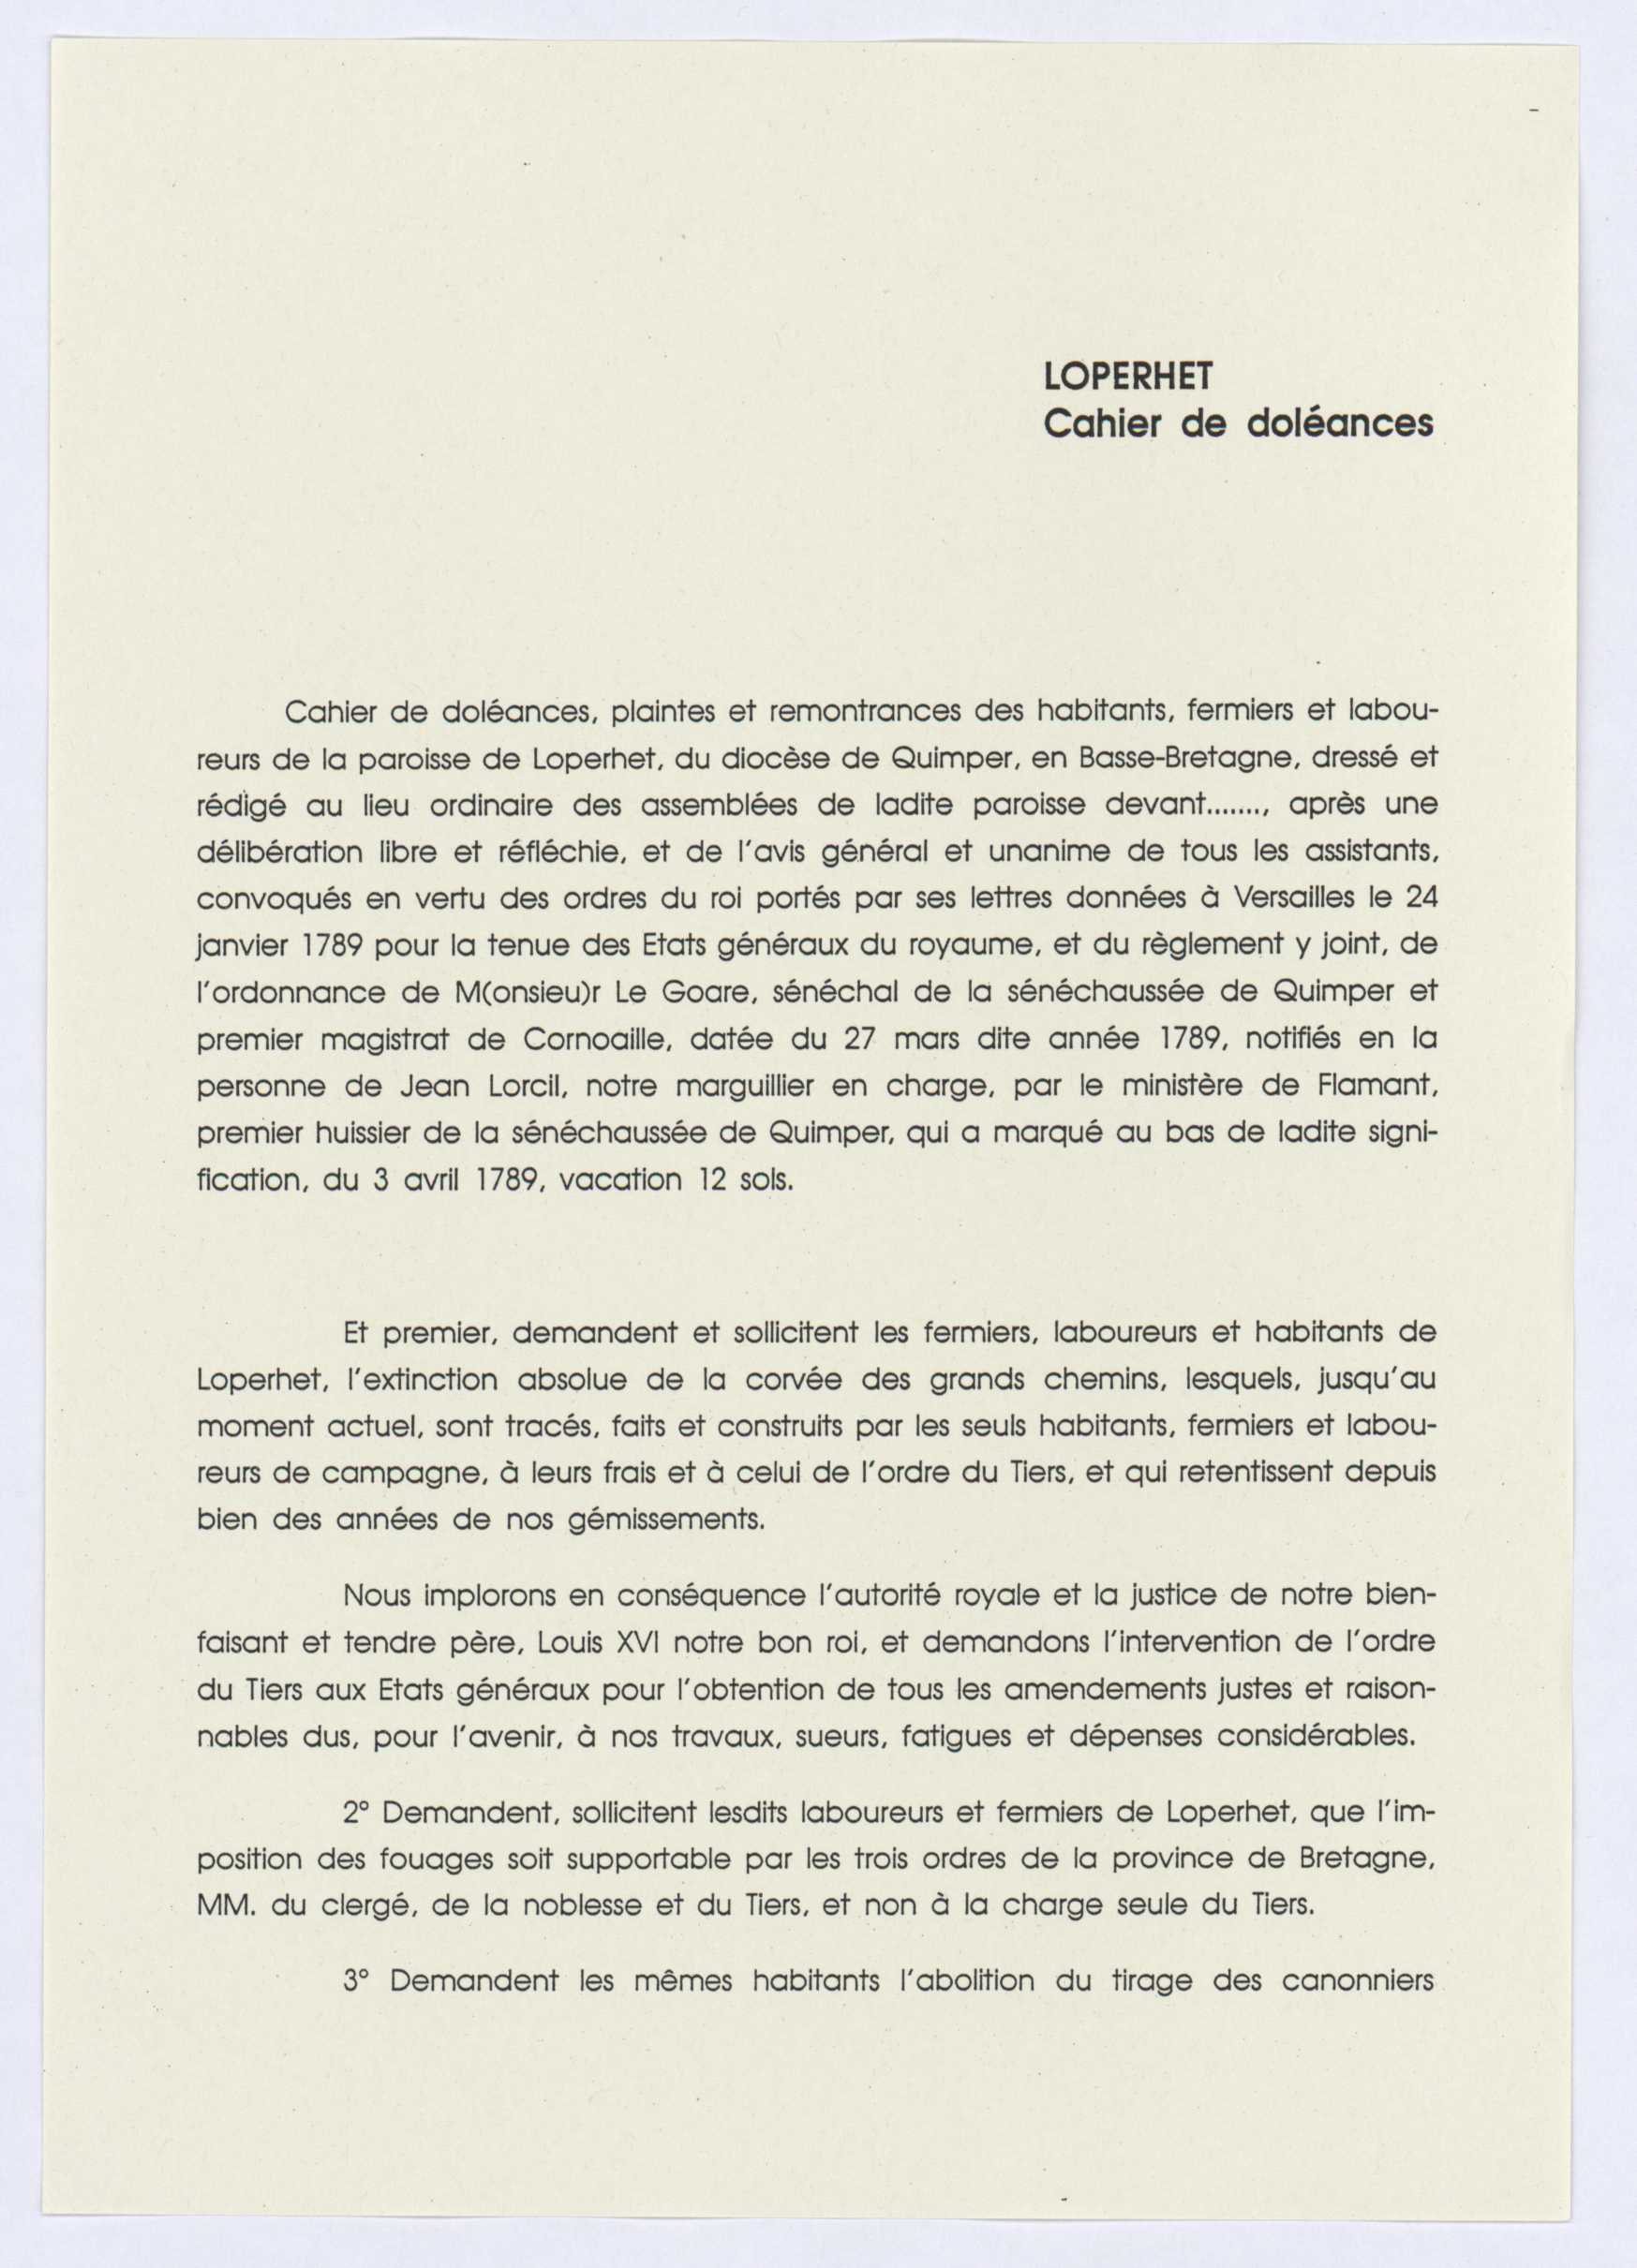 LOPERHET
Cahier de doléances
Cahier de doléances, plaintes et remontrances des habitants, fermiers et labou-
reurs de la paroisse de Loperhet, du diocèse de Quimper, en Basse-Bretagne, dressé et
rédigé au lieu ordinaire des assemblées de ladite paroisse devant......., après une
délibération libre et réfléchie, et de l'avis général et unanime de tous les assistants,
convoqués en vertu des ordres du roi portés par ses lettres données à Versailles le 24
janvier 1789 pour la tenue des Etats généraux du royaume, et du règlement y joint, de
l'ordonnance de M(onsieu)r Le Goare, sénéchal de la sénéchaussée de Quimper et
premier magistrat de Cornoaille, datée du 27 mars dite année 1789, notifiés en la
personne de Jean Lorcil, notre marguillier en charge, par le ministère de Flamant,
premier huissier de la sénéchaussée de Quimper, qui a marqué au bas de ladite signi-
fication, du 3 avril 1789, vacation 12 sols.
Et premier, demandent et sollicitent les fermiers, laboureurs et habitants de
Loperhet, l'extinction absolue de la corvée des grands chemins, lesquels, jusqu'au
moment actuel, sont tracés, faits et construits par les seuls habitants, fermiers et labou-
reurs de campagne, à leurs frais et à celui de l'ordre du Tiers, et qui retentissent depuis
bien des années de nos gémissements.
Nous implorons en conséquence l'autorité royale et la justice de notre bien-
faisant et tendre père, Louis XVI notre bon roi, et demandons l'intervention de l'ordre
du Tiers aux Etats généraux pour l'obtention de tous les amendements justes et raison-
nables dus, pour l'avenir, à nos travaux, sueurs, fatigues et dépenses considérables.
2° Demandent, sollicitent lesdits laboureurs et fermiers de Loperhet, que l'im-
position des fouages soit supportable par les trois ordres de la province de Bretagne,
MM. du clergé, de la noblesse et du Tiers, et non à la charge seule du Tiers.
3° Demandent les mêmes habitants l'abolition du tirage des canonniers